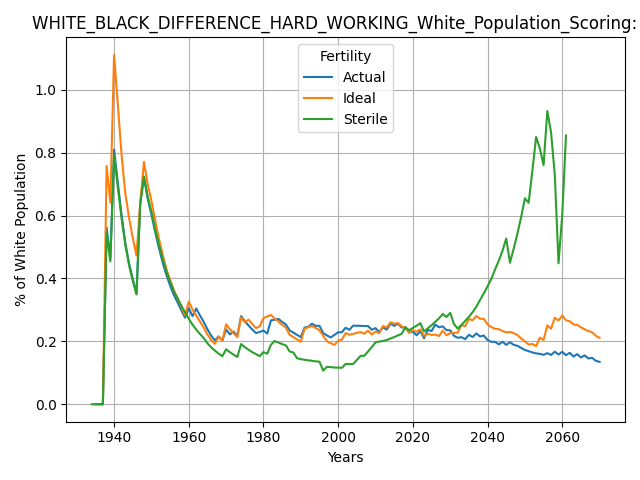 WHITE_BLACK_DIFFERENCE_HARD_WORKING_White_Population_Scoring:
Fertility
Actual
Ideal
Sterile
1.0
0.8
0.6
0.4
0.2
0.0
% of White Population
1940
1960
1980
2000
2020
2040
2060
Years